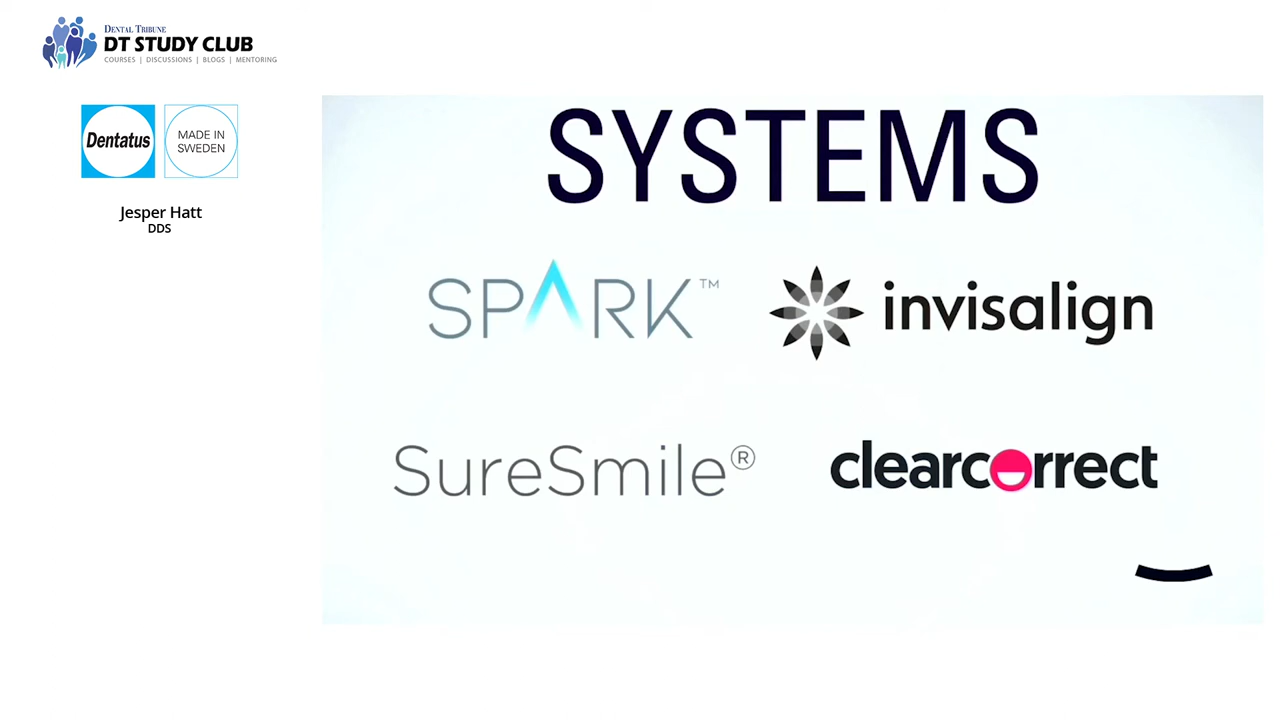 DENTAL TRIBUNE
DT STUDY CLUB
COURSES | DISCUSSIONS | BLOGS | MENTORING
Dentatus
MADE IN
SWEDEN
Jesper Hatt
DDS
SYSTEMS
SPARK™
invisalign
SureSmile®
clearcorrect